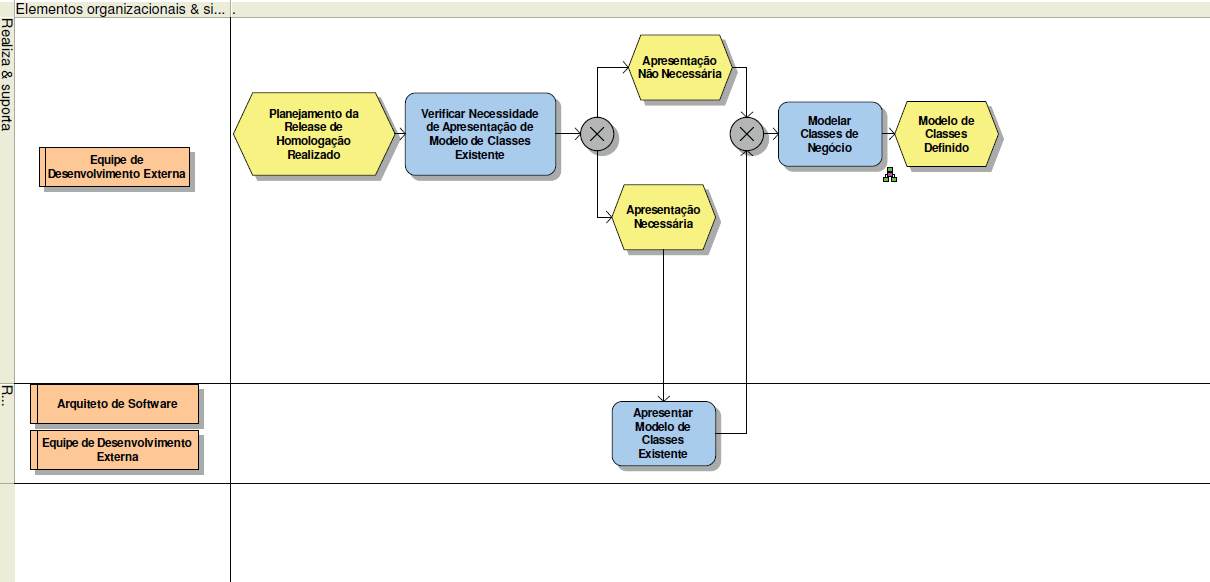 Elementos organizacionais & si... .
Realiza & suporta
Equipe de
Desenvolvimento Externa
Planejamento da
Release de
Homologação
Realizado
Verificar Necessidade
de Apresentação de
Modelo de Classes
Existente
Apresentação
Não Necessária
Apresentação
Necessária
Modelar
Classes de
Negócio
Modelo de
Classes
Definido
R...
Arquiteto de Software
Equipe de Desenvolvimento
Externa
Apresentar
Modelo de
Classes
Existente